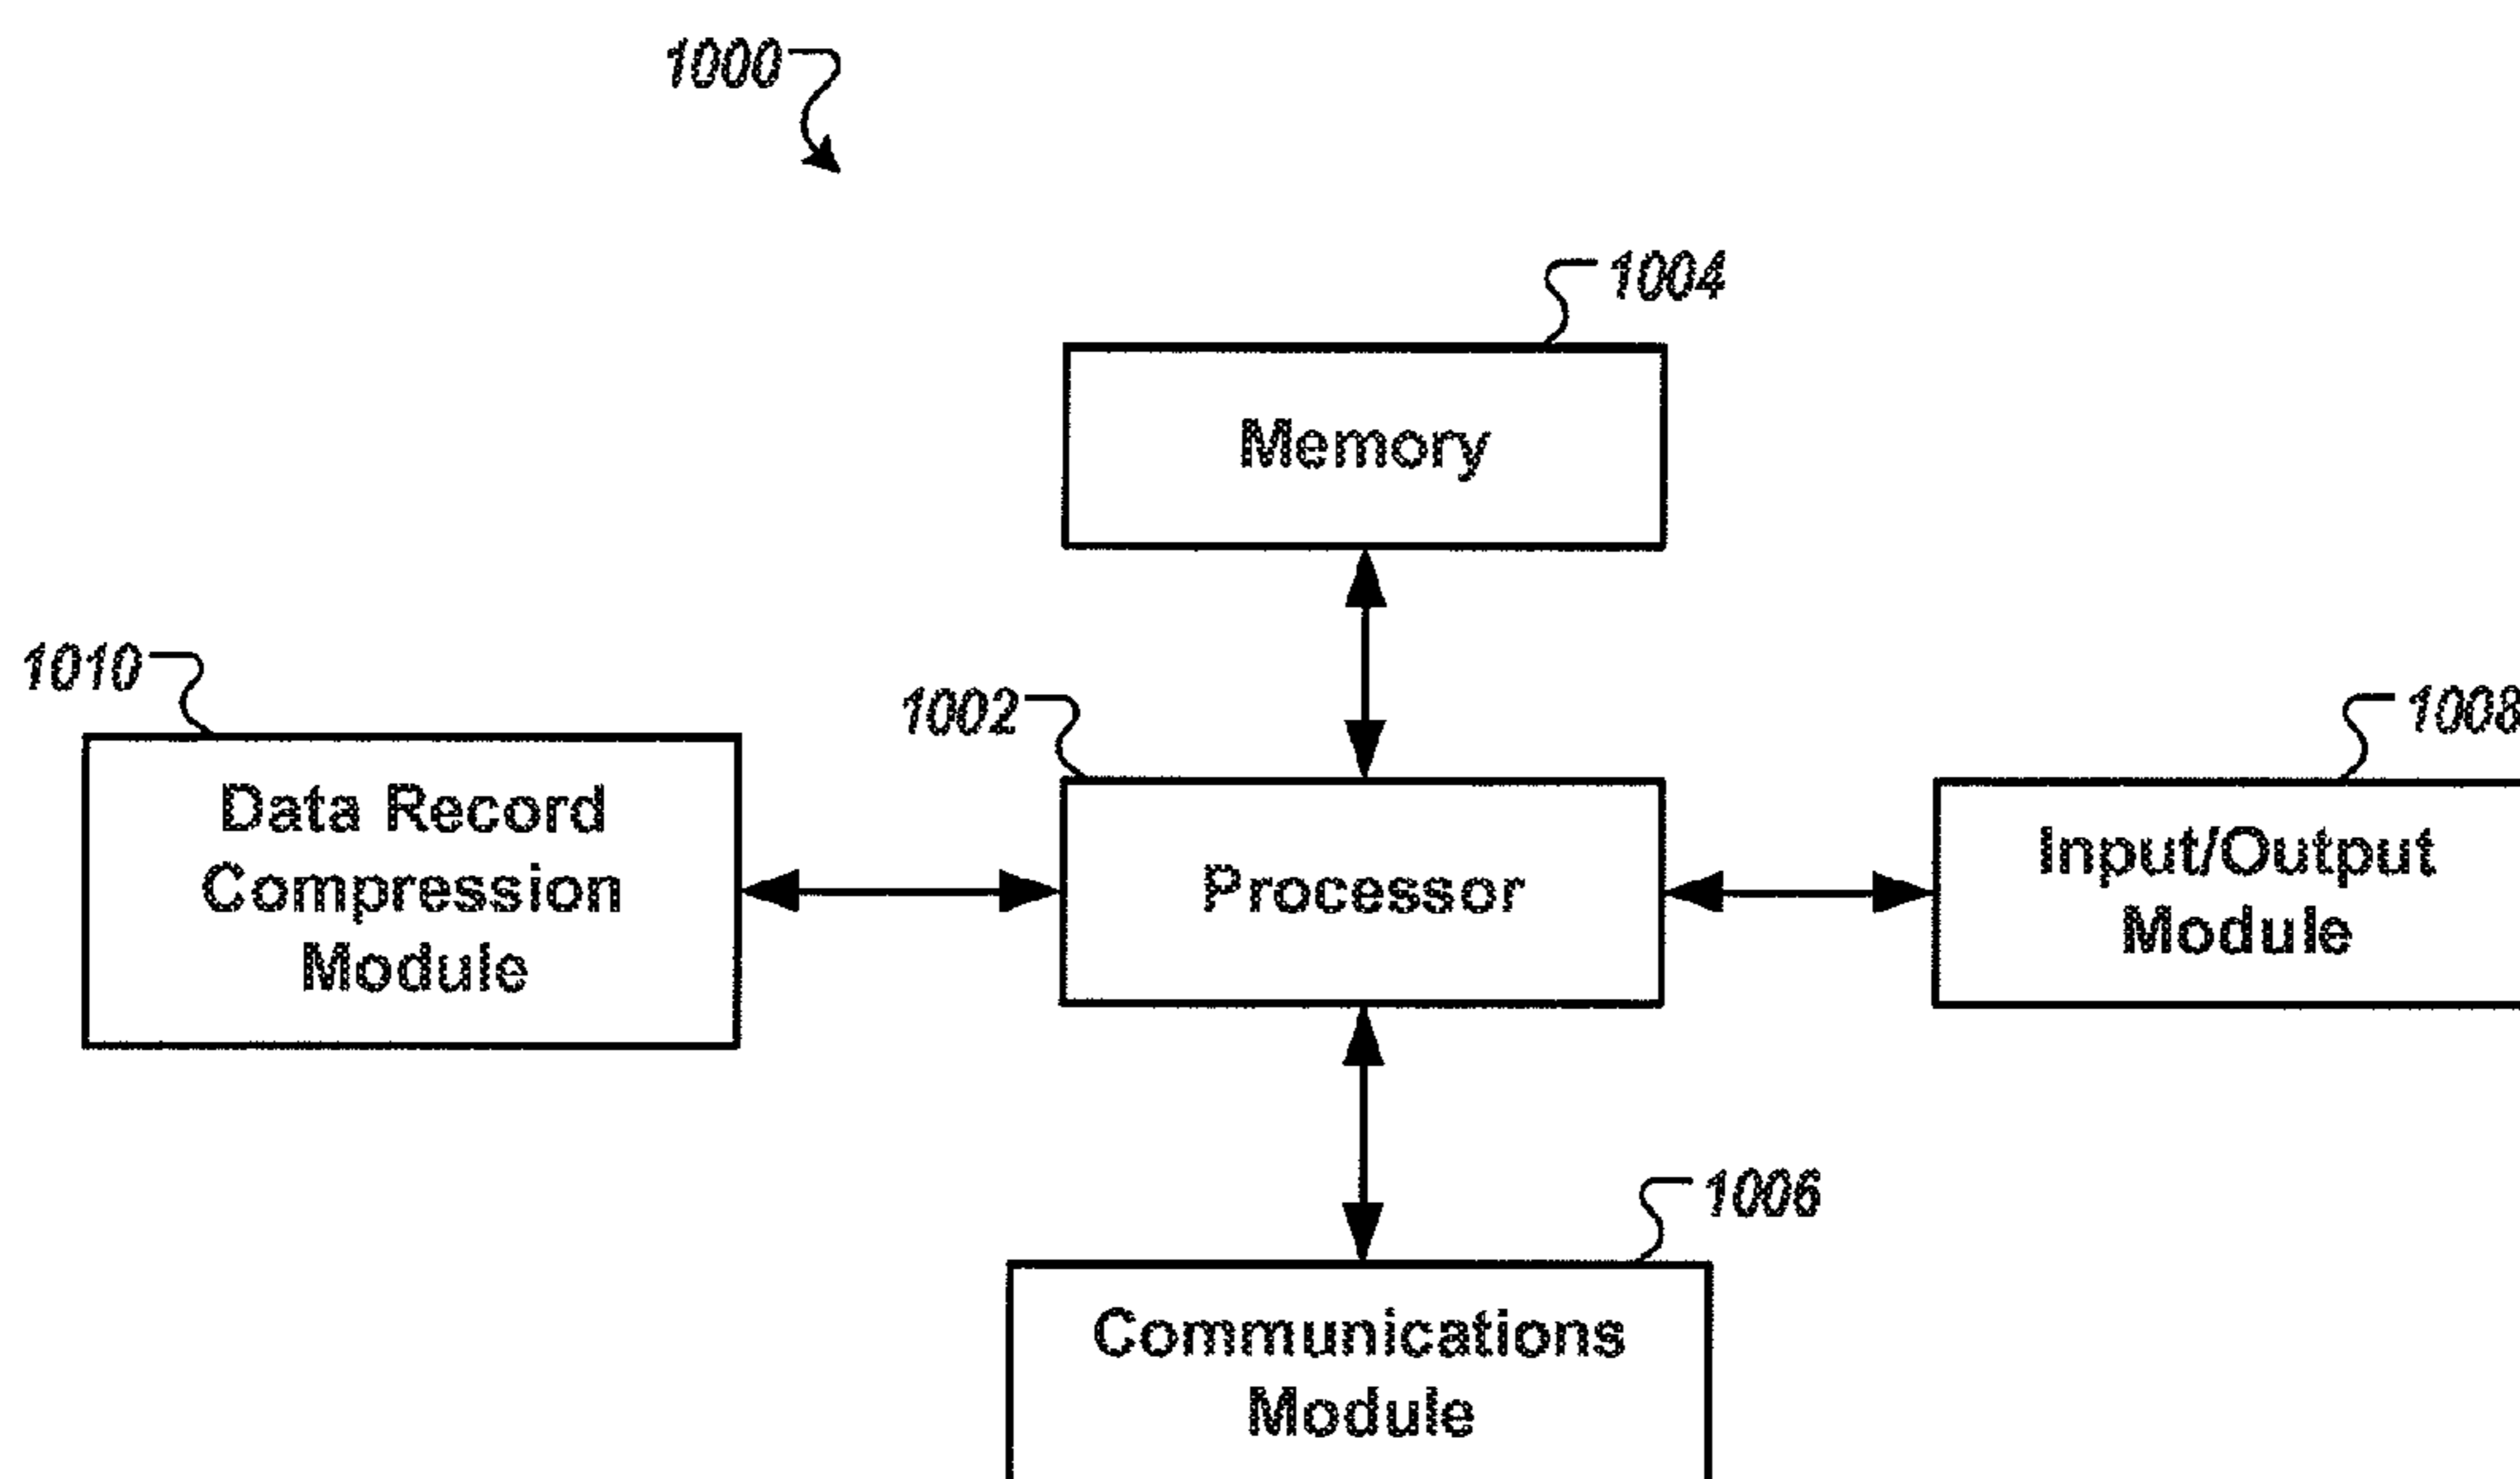 1000
1004
Memory
1010
1002
1008
Data Record
Compression
Module
Processor
Input/Output
Module
1006
Communications
Module